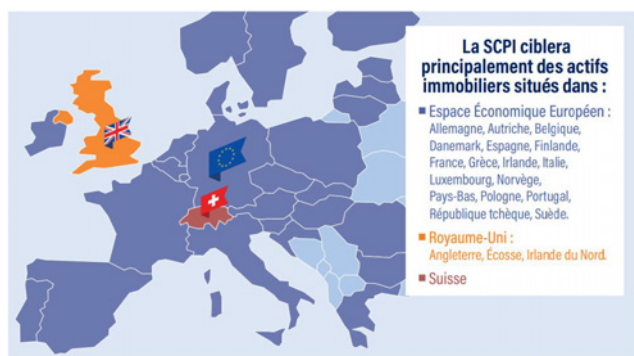 La SCPI ciblera
principalement des actifs
immobiliers situés dans :
Espace Économique Européen :
Allemagne, Autriche, Belgique,
Danemark, Espagne, Finlande,
France, Grèce, Irlande, Italie,
Luxembourg, Norvège,
Pays-Bas, Pologne, Portugal,
République tchèque, Suède.
Royaume-Uni :
Angleterre, Écosse, Irlande du Nord.
Suisse